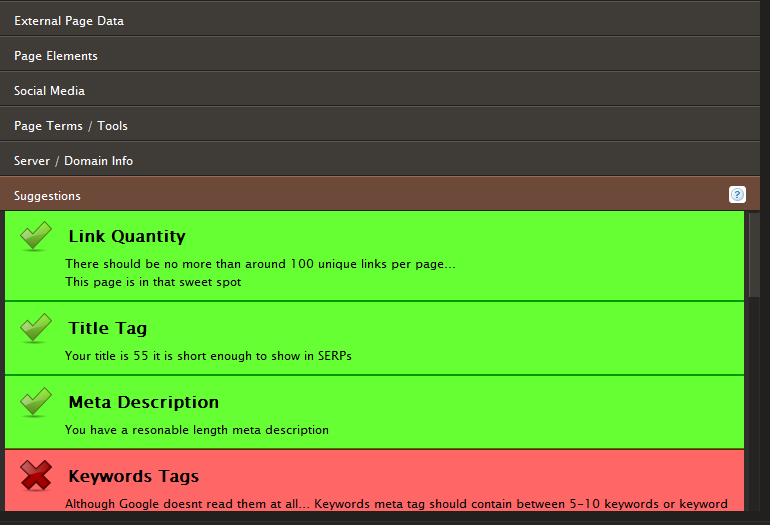 External Page Data
Page Elements
Social Media
Page Terms / Tools
Server / Domain Info
Suggestions
?
Link Quantity
There should be no more than around 100 unique links per page...
This page is in that sweet spot
Title Tag
Your title is 55 it is short enough to show in SERPs
Meta Description
You have a resonable length meta description
Keywords Tags
Although Google doesnt read them at all... Keywords meta tag should contain between 5-10 keywords or keyword